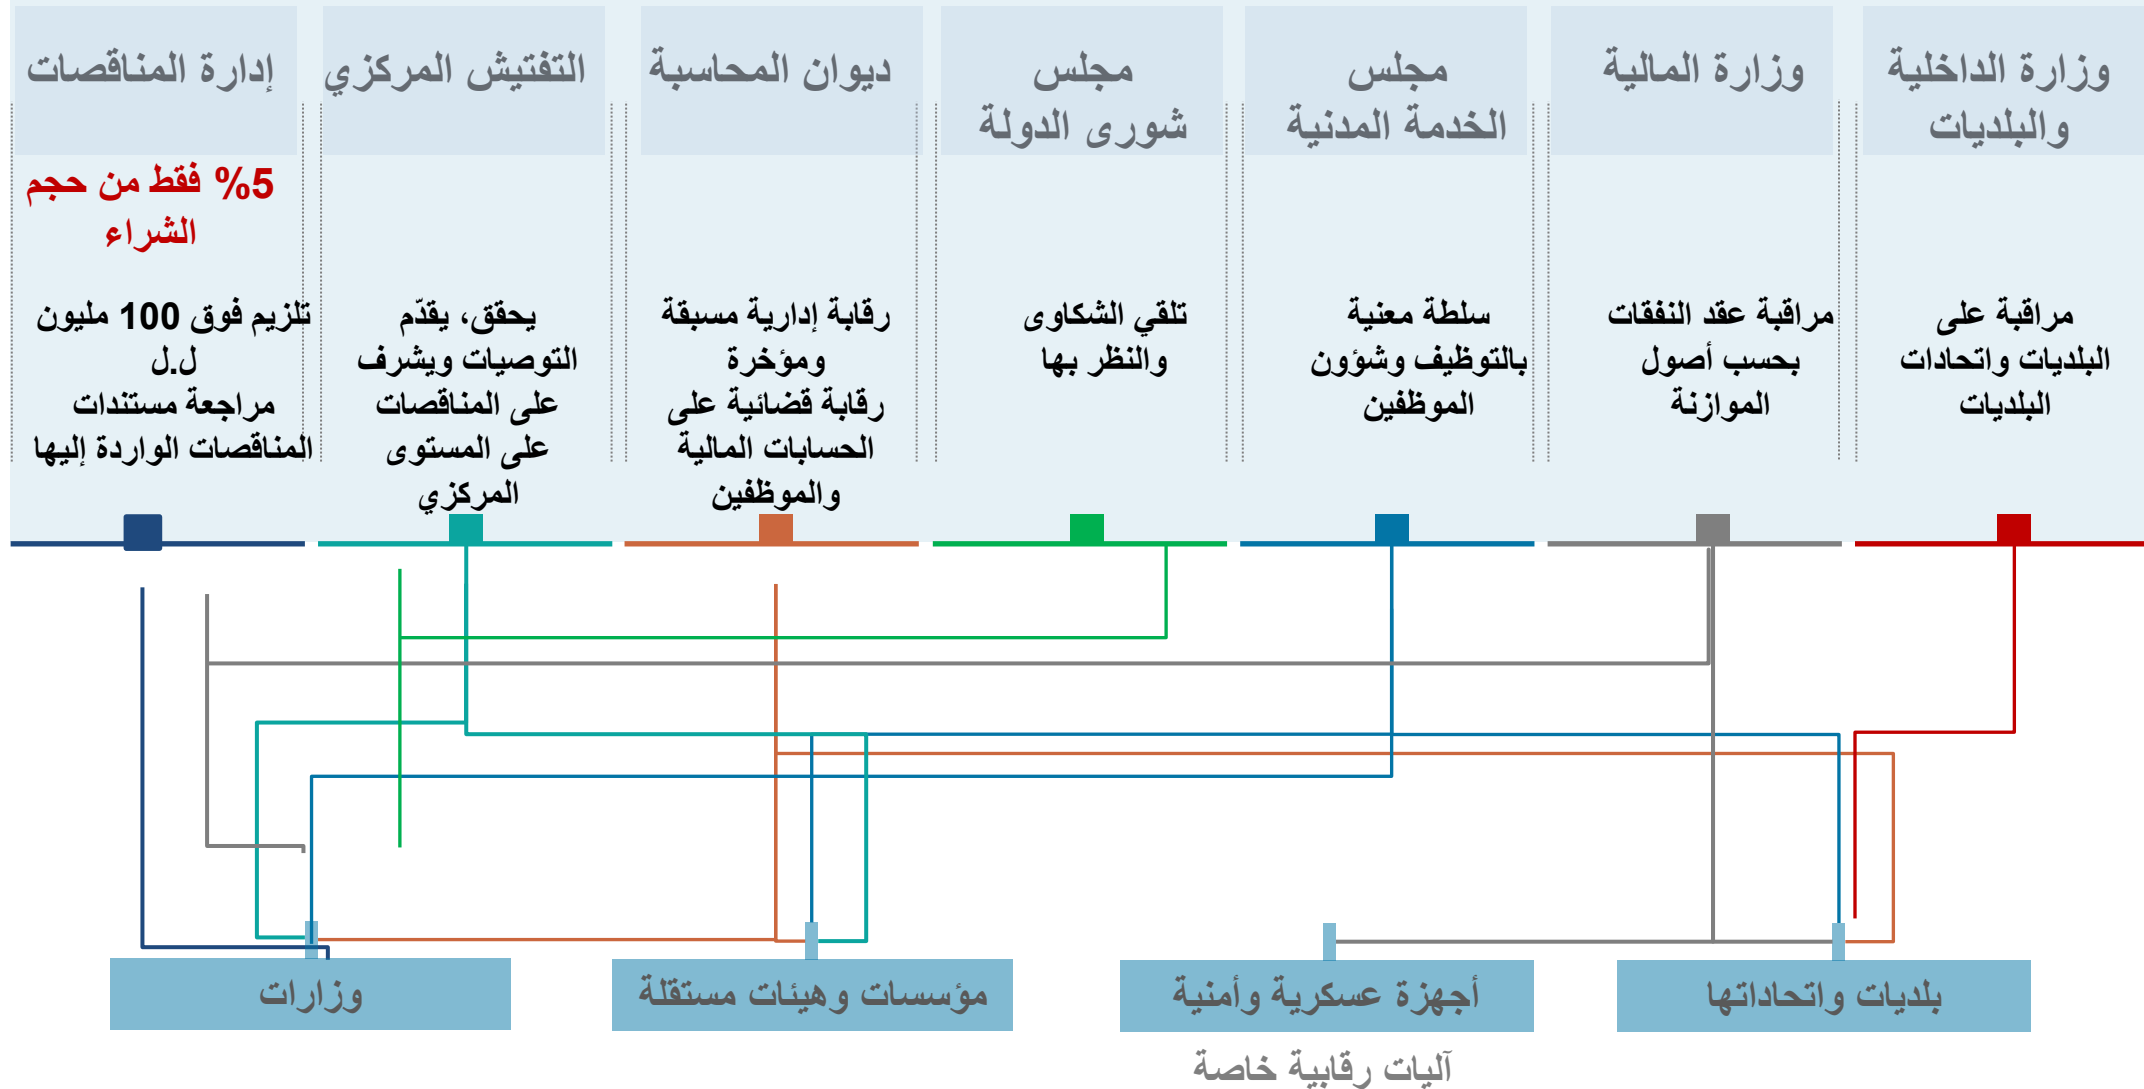 وزارة الداخلية
والبلديات
مراقبة على
البلديات واتحادات
البلديات
وزارة المالية
مراقبة عقد النفقات
بحسب أصول
الموازنة
مجلس
الخدمة المدنية
سلطة معنية
بالتوظيف وشؤون
الموظفين
مجلس
شورى الدولة
تلقي الشكاوى
والنظر بها
ديوان المحاسبة
رقابة إدارية مسبقة
ومؤخرة
رقابة قضائية على
الحسابات المالية
والموظفين
التفتيش المركزي
يحقق، يقدّم
التوصيات ويشرف
على المناقصات
على المستوى
المركزي
إدارة المناقصات
5% فقط من حجم
الشراء
تلزيم فوق 100 مليون
ل.ل
مراجعة مستندات
المناقصات الواردة إليها
بلديات واتحاداتها
أجهزة عسكرية وأمنية
آليات رقابية خاصة
مؤسسات وهيئات مستقلة
وزارات